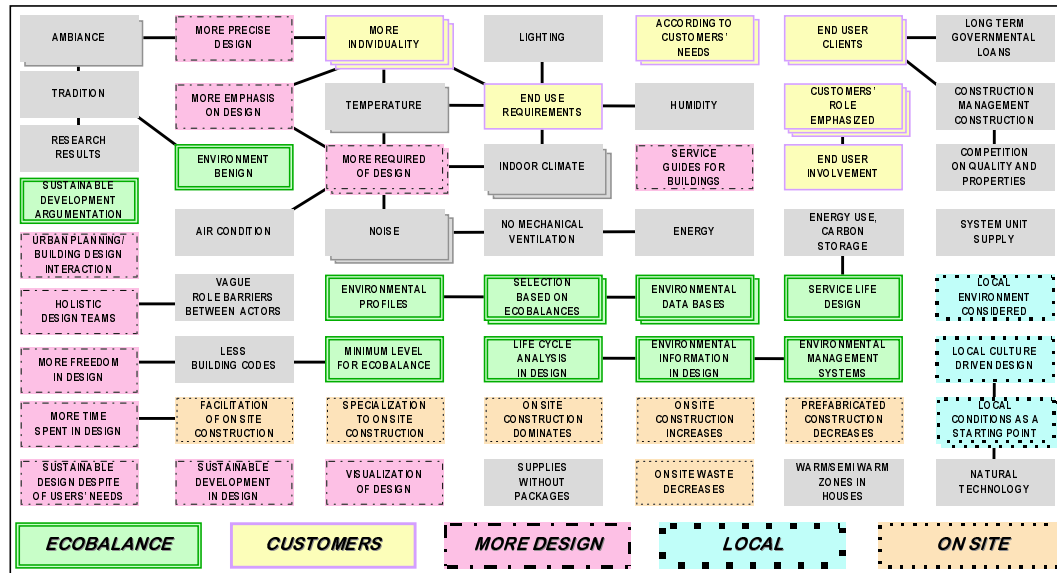 AMBIANCE
MORE PRECISE
DESIGN
MORE
INDIVIDUALITY
LIGHTING
ACCORDING TO
CUSTOMERS'
NEEDS
END USER
CLIENTS
LONG TERM
GOVERNMENTAL
LOANS
TRADITION
MORE EMPHASIS
ON DESIGN
TEMPERATURE
END USE
REQUIREMENTS
HUMIDITY
CUSTOMERS'
ROLE
EMPHASIZED
CONSTRUCTION
MANAGEMENT
CONSTRUCTION
RESEARCH
RESULTS
ENVIRONMENT
BENIGN
MORE REQUIRED
OF DESIGN
INDOOR CLIMATE
SERVICE
GUIDES FOR
BUILDINGS
END USER
INVOLVEMENT
COMPETITION
ON QUALITY AND
PROPERTIES
SUSTAINABLE
DEVELOPMENT
ARGUMENTATION
AIR CONDITION
NOISE
NO MECHANICAL
VENTILATION
ENERGY
ENERGY USE,
CARBON
STORAGE
SYSTEM UNIT
SUPPLY
URBAN PLANNING/
BUILDING DESIGN
INTERACTION
HOLISTIC
DESIGN TEAMS
VAGUE
ROLE BARRIERS
BETWEEN ACTORS
ENVIRONMENTAL
PROFILES
SELECTION
BASED ON
ECOBALANCES
ENVIRONMENTAL
DATA BASES
SERVICE LIFE
DESIGN
LOCAL
ENVIRONMENT
CONSIDERED
MORE FREEDOM
IN DESIGN
LESS
BUILDING CODES
MINIMUM LEVEL
FOR ECOBALANCE
LIFE CYCLE
ANALYSIS
IN DESIGN
ENVIRONMENTAL
INFORMATION
IN DESIGN
ENVIRONMENTAL
MANAGEMENT
SYSTEMS
LOCAL CULTURE
DRIVEN DESIGN
MORE TIME
SPENT IN DESIGN
FACILITATION
OF ON SITE
CONSTRUCTION
SPECIALIZATION
TO ON SITE
CONSTRUCTION
ON SITE
CONSTRUCTION
DOMINATES
ON SITE
CONSTRUCTION
INCREASES
PREFABRICATED
CONSTRUCTION
DECREASES
LOCAL
CONDITIONS AS A
STARTING POINT
SUSTAINABLE
DESIGN DESPITE
OF USERS' NEEDS
SUSTAINABLE
DEVELOPMENT
IN DESIGN
VISUALIZATION
OF DESIGN
SUPPLIES
WITHOUT
PACKAGES
ON SITE WASTE
DECREASES
WARM/SEMI WARM
ZONES IN
HOUSES
NATURAL
TECHNOLOGY
ECOBALANCE
CUSTOMERS
MORE DESIGN
LOCAL
ON SITE